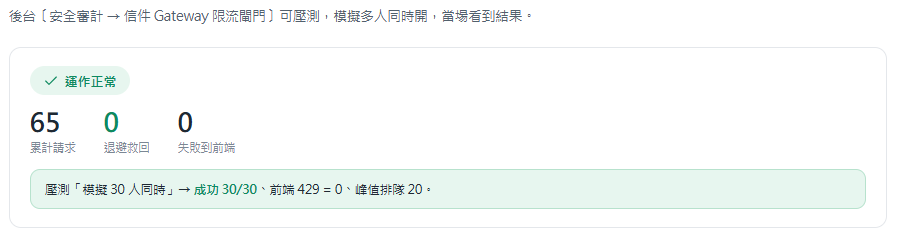 後台〔安全審計 → 信件 Gateway 限流閘門〕可壓測，模擬多人同時開，當場看到結果。
✓ 運作正常
65 0 0
累計請求 退避救回 失敗到前端
壓測「模擬 30 人同時」→ 成功 30/30、前端 429 = 0、峰值排隊 20。